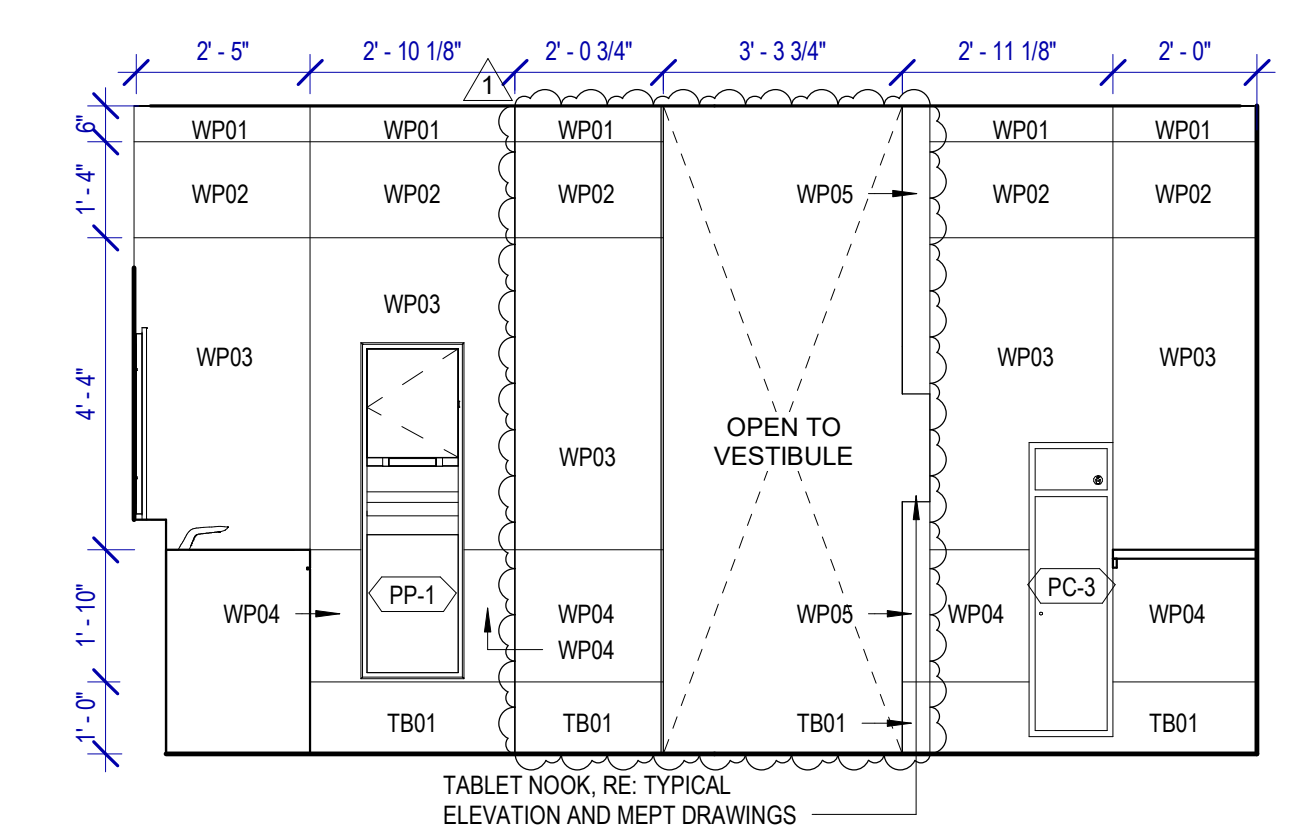 2' - 5" 2' - 10 1/8" 2' - 0 3/4" 3' - 3 3/4" 2' - 11 1/8" 2' - 0"
1
6"
WP01 WP01 WP01 WP01 WP01
1' - 4"
WP02 WP02 WP02 WP05 WP02 WP02
4' - 4"
WP03
WP03 WP03 WP03
OPEN TO
VESTIBULE
WP03
1' - 10"
PP-1 PC-3
WP04 WP04 WP05 WP04 WP04
WP04
1' - 0"
TB01 TB01 TB01 TB01
TABLET NOOK, RE: TYPICAL
ELEVATION AND MEPT DRAWINGS